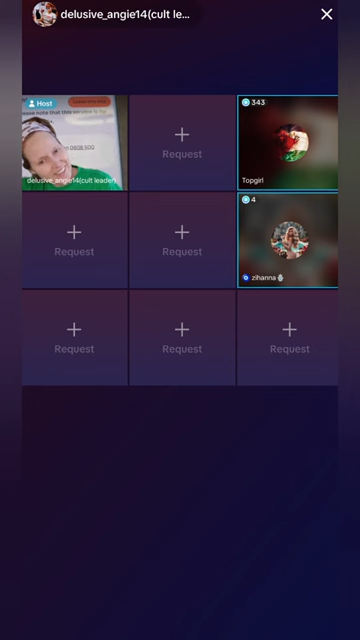 delusive_angie14(cult le...
Host
343
Request
delusive_angie14(cult leader)
Topgirl
4
Request
Request
zihanna
Request
Request
Request